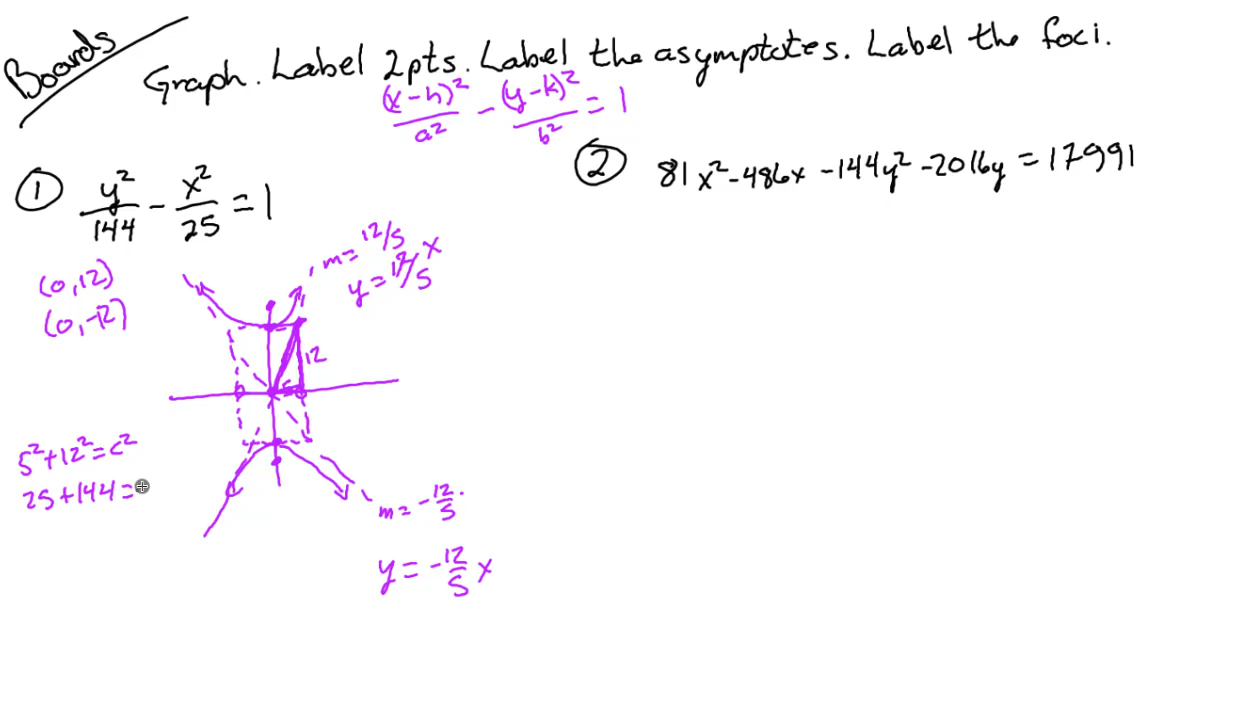 Boards
Graph. Label 2pts. Label the asymptotes. Label the foci.
(x-h)²/a² - (y-k)²/b² = 1
① y²/144 - x²/25 = 1
② 81x² - 486x - 144y² - 2016y = 17991
(0, 12)
(0, -12)
m = 12/5
y = 12/5 x
12
5
5² + 12² = c²
25 + 144 =
m = -12/5
y = -12/5 x